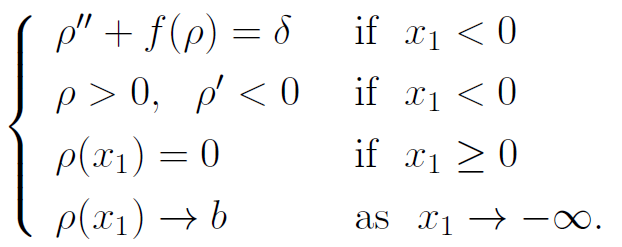 ρ″ + f(ρ) = δ if x₁ < 0
ρ > 0, ρ′ < 0 if x₁ < 0
ρ(x₁) = 0 if x₁ ≥ 0
ρ(x₁) → b as x₁ → −∞.